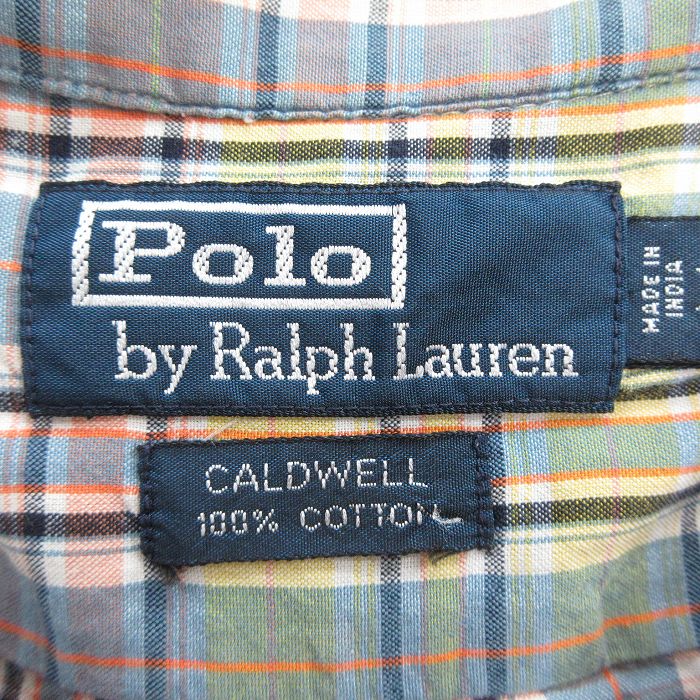 Polo
by Ralph Lauren
MADE IN
INDIA
CALDWELL
100% COTTON